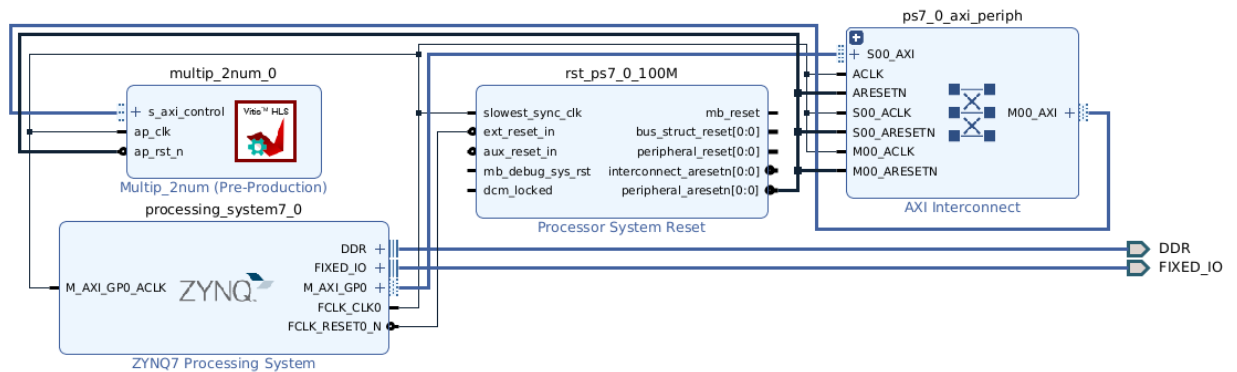 ps7_0_axi_periph
S00_AXI
ACLK
ARESETN
S00_ACLK
S00_ARESETN
M00_ACLK
M00_ARESETN
M00_AXI
AXI Interconnect
multip_2num_0
s_axi_control
ap_clk
ap_rst_n
Vitis™ HLS
Multip_2num (Pre-Production)
rst_ps7_0_100M
slowest_sync_clk
ext_reset_in
aux_reset_in
mb_debug_sys_rst
dcm_locked
mb_reset
bus_struct_reset[0:0]
peripheral_reset[0:0]
interconnect_aresetn[0:0]
peripheral_aresetn[0:0]
Processor System Reset
processing_system7_0
M_AXI_GP0_ACLK
ZYNQ™
DDR
FIXED_IO
M_AXI_GP0
FCLK_CLK0
FCLK_RESET0_N
ZYNQ7 Processing System
DDR
FIXED_IO